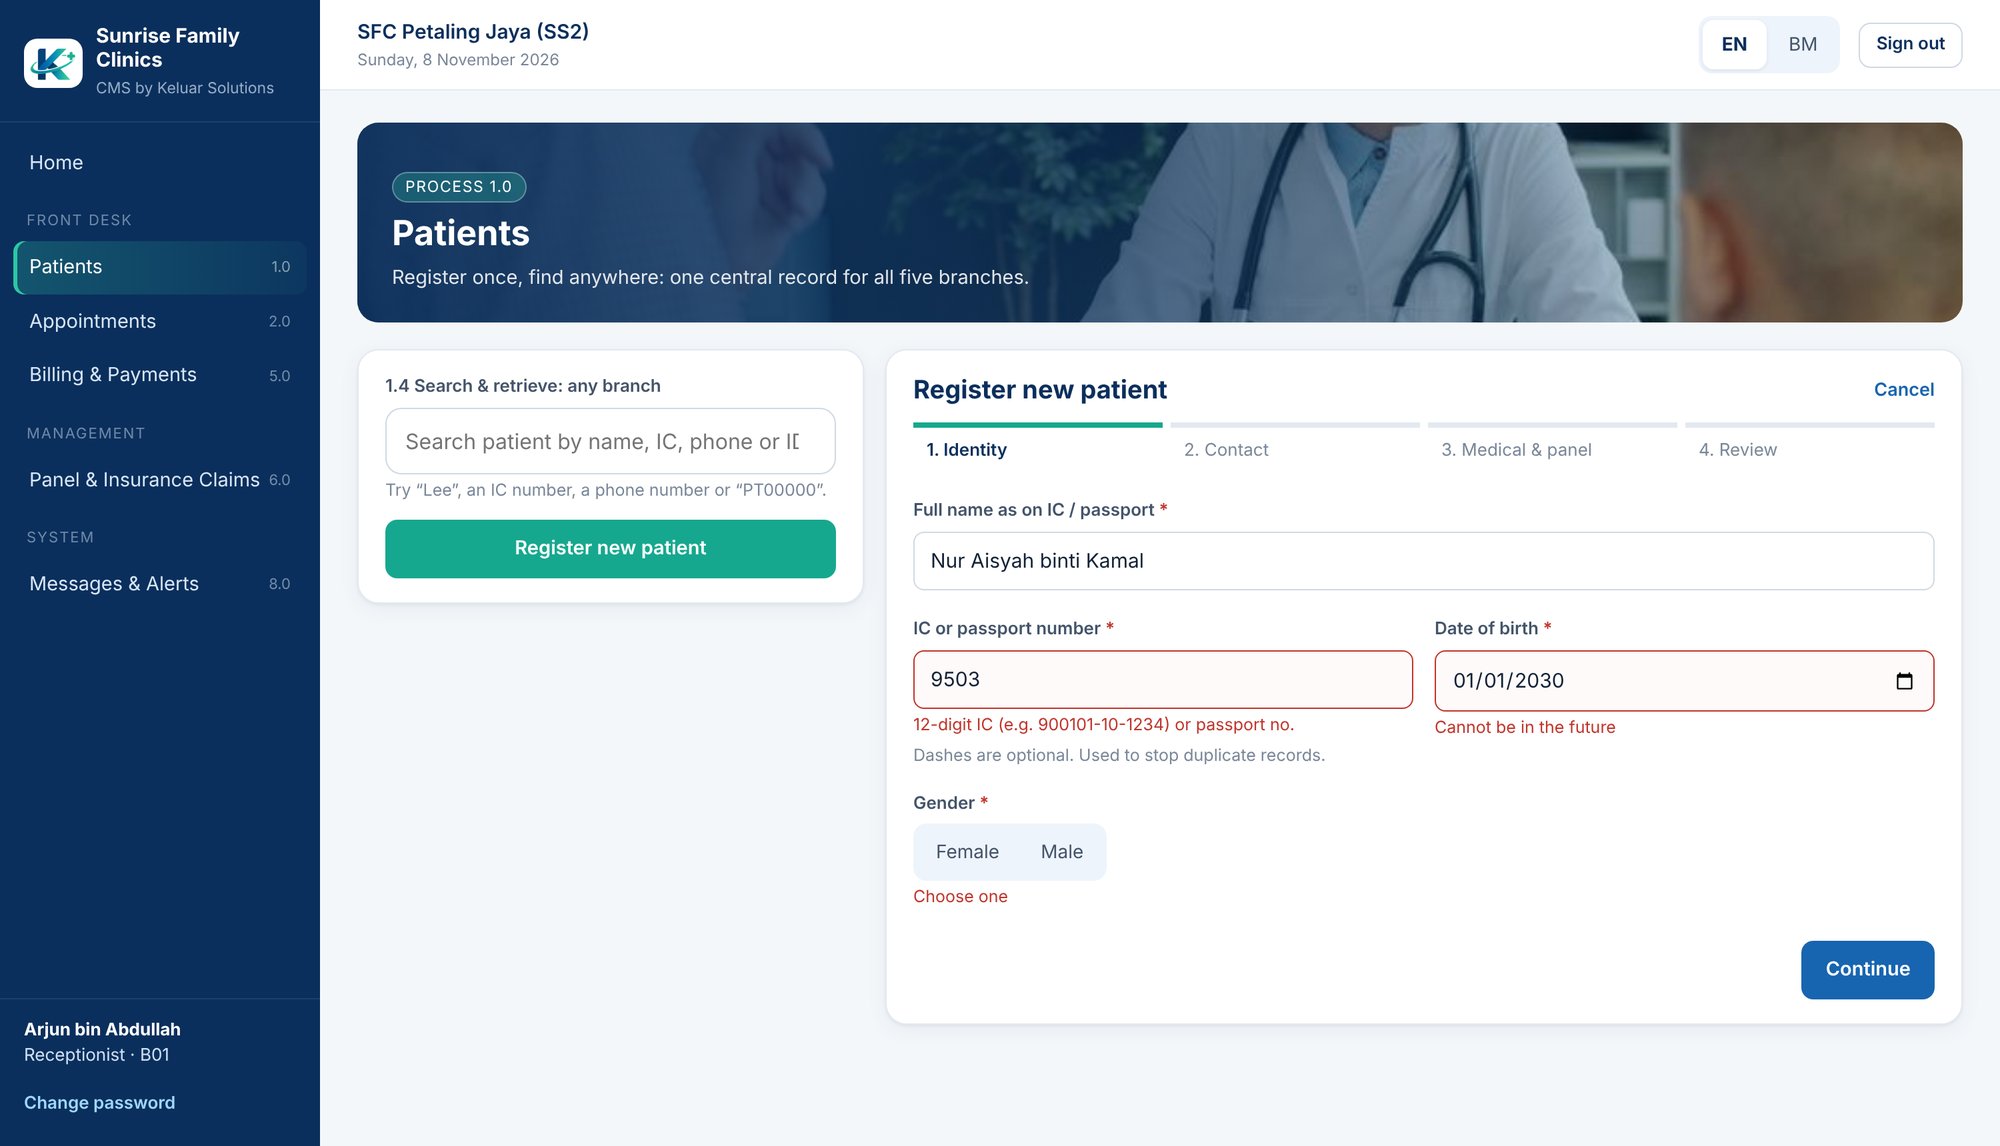 Sunrise Family
Clinics
CMS by Keluar Solutions
Home
FRONT DESK
Patients 1.0
Appointments 2.0
Billing & Payments 5.0
MANAGEMENT
Panel & Insurance Claims 6.0
SYSTEM
Messages & Alerts 8.0
Arjun bin Abdullah
Receptionist · B01
Change password
SFC Petaling Jaya (SS2)
Sunday, 8 November 2026
EN BM
Sign out
PROCESS 1.0
Patients
Register once, find anywhere: one central record for all five branches.
1.4 Search & retrieve: any branch
Search patient by name, IC, phone or ID
Try “Lee”, an IC number, a phone number or “PT00000”.
Register new patient
Register new patient
Cancel
1. Identity
2. Contact
3. Medical & panel
4. Review
Full name as on IC / passport *
Nur Aisyah binti Kamal
IC or passport number *
9503
12-digit IC (e.g. 900101-10-1234) or passport no.
Dashes are optional. Used to stop duplicate records.
Date of birth *
01/01/2030
Cannot be in the future
Gender *
Female Male
Choose one
Continue